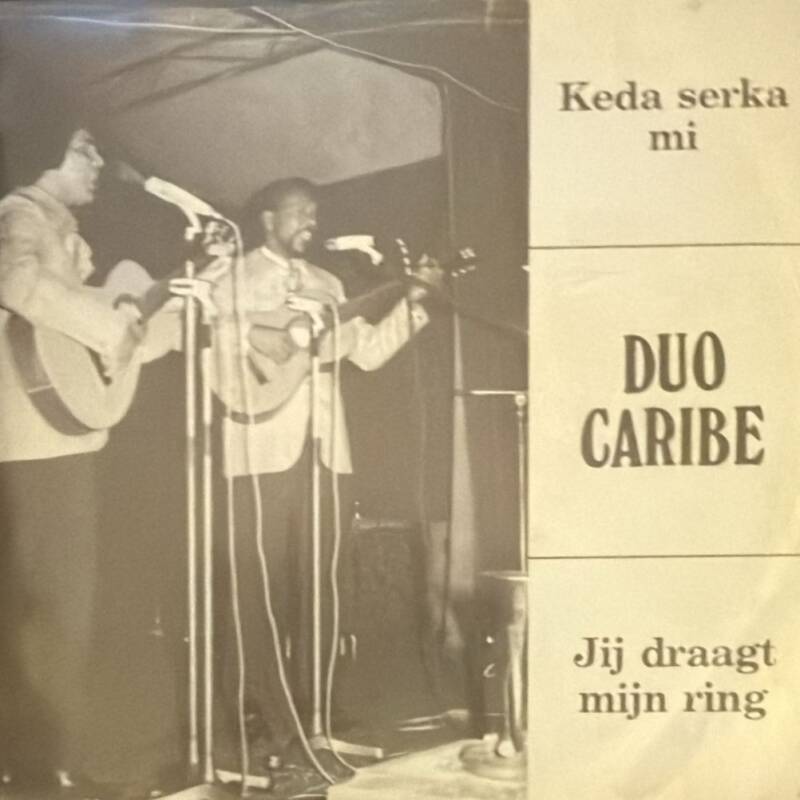 Keda serka
mi
DUO
CARIBE
Jij draagt
mijn ring